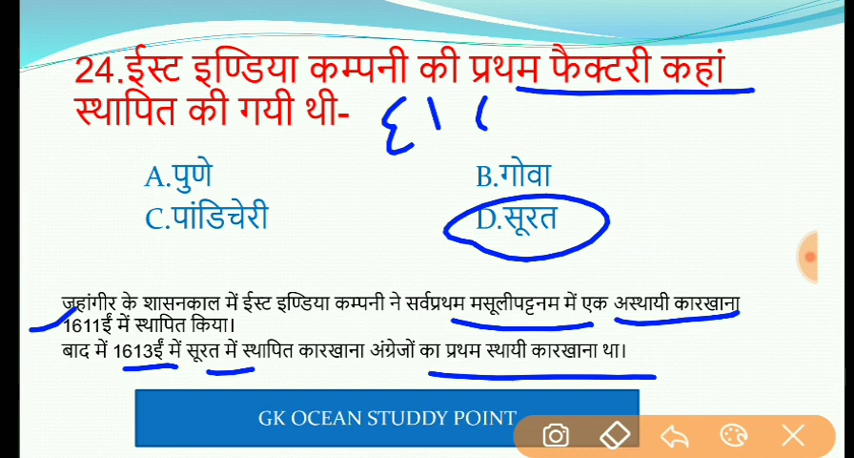 24.ईस्ट इण्डिया कम्पनी की प्रथम फैक्टरी कहां
स्थापित की गयी थी-
A.पुणे
B.गोवा
C.पांडिचेरी
D.सूरत
जहांगीर के शासनकाल में ईस्ट इण्डिया कम्पनी ने सर्वप्रथम मसूलीपट्टनम में एक अस्थायी कारखाना
1611ईं में स्थापित किया।
बाद में 1613ईं में सूरत में स्थापित कारखाना अंग्रेजों का प्रथम स्थायी कारखाना था।
GK OCEAN STUDDY POINT